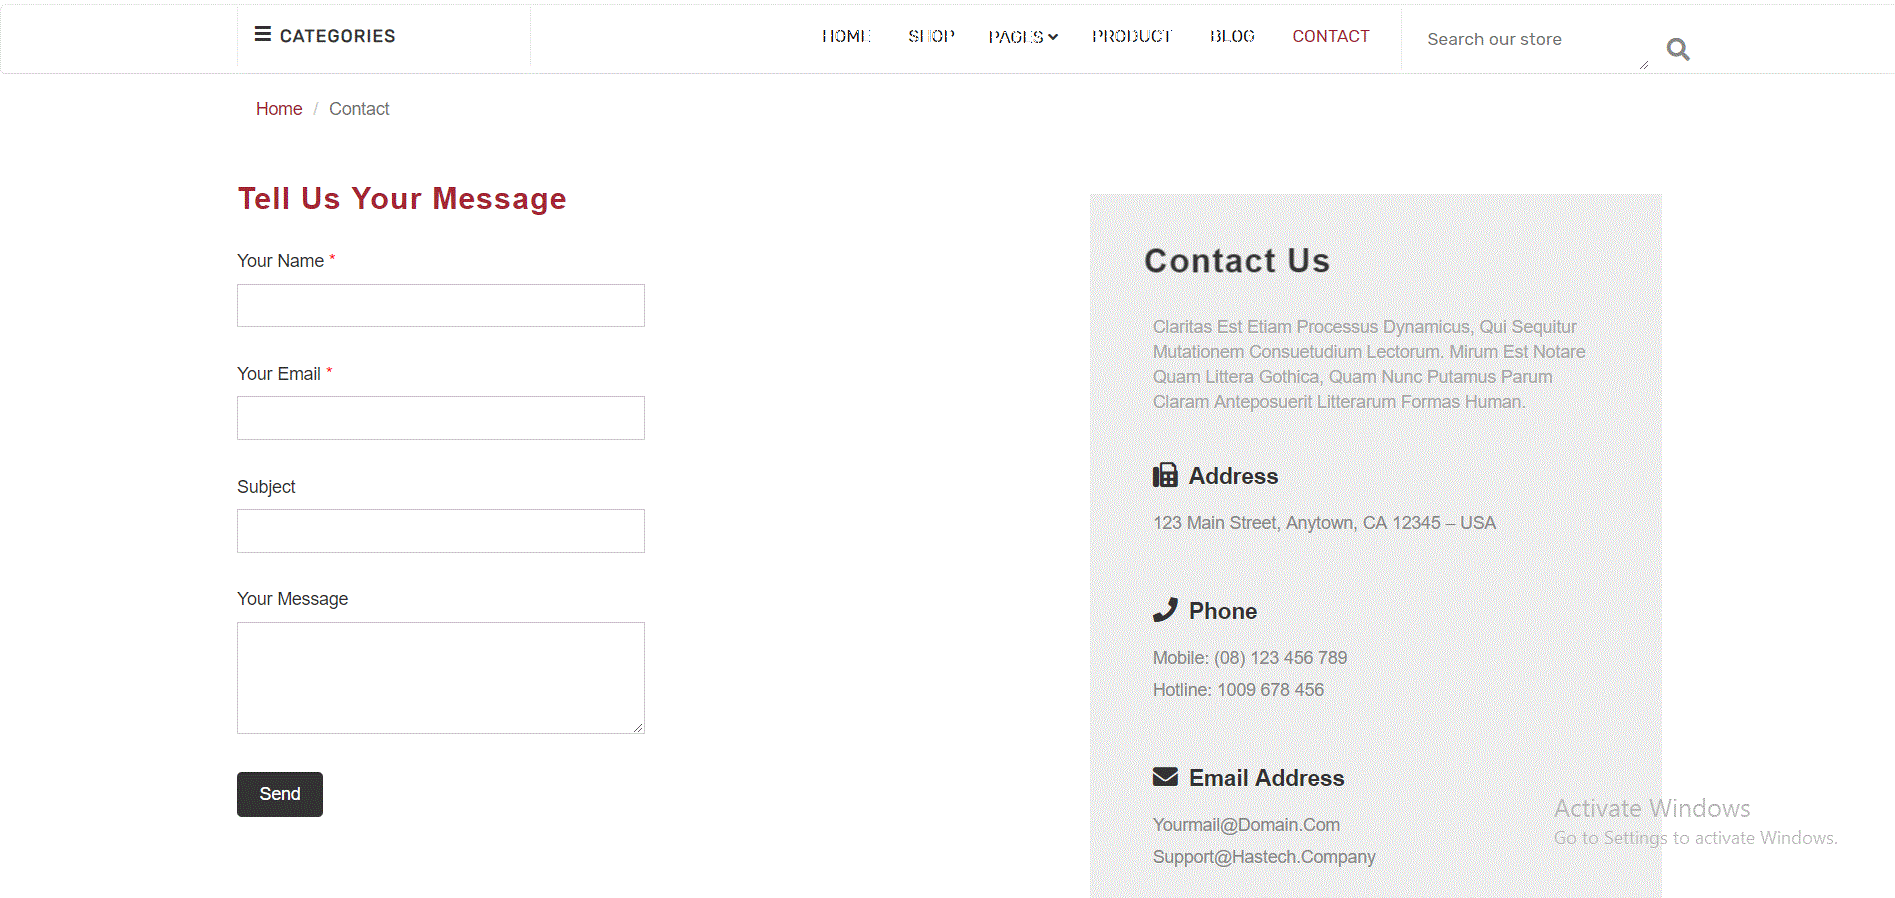 CATEGORIES
HOME SHOP PAGES PRODUCT BLOG CONTACT
Search our store
Home / Contact
Tell Us Your Message
Your Name *
Your Email *
Subject
Your Message
Send
Contact Us
Claritas Est Etiam Processus Dynamicus, Qui Sequitur
Mutationem Consuetudium Lectorum. Mirum Est Notare
Quam Littera Gothica, Quam Nunc Putamus Parum
Claram Anteposuerit Litterarum Formas Human.
Address
123 Main Street, Anytown, CA 12345 – USA
Phone
Mobile: (08) 123 456 789
Hotline: 1009 678 456
Email Address
Yourmail@Domain.Com
Support@Hastech.Company
Activate Windows
Go to Settings to activate Windows.